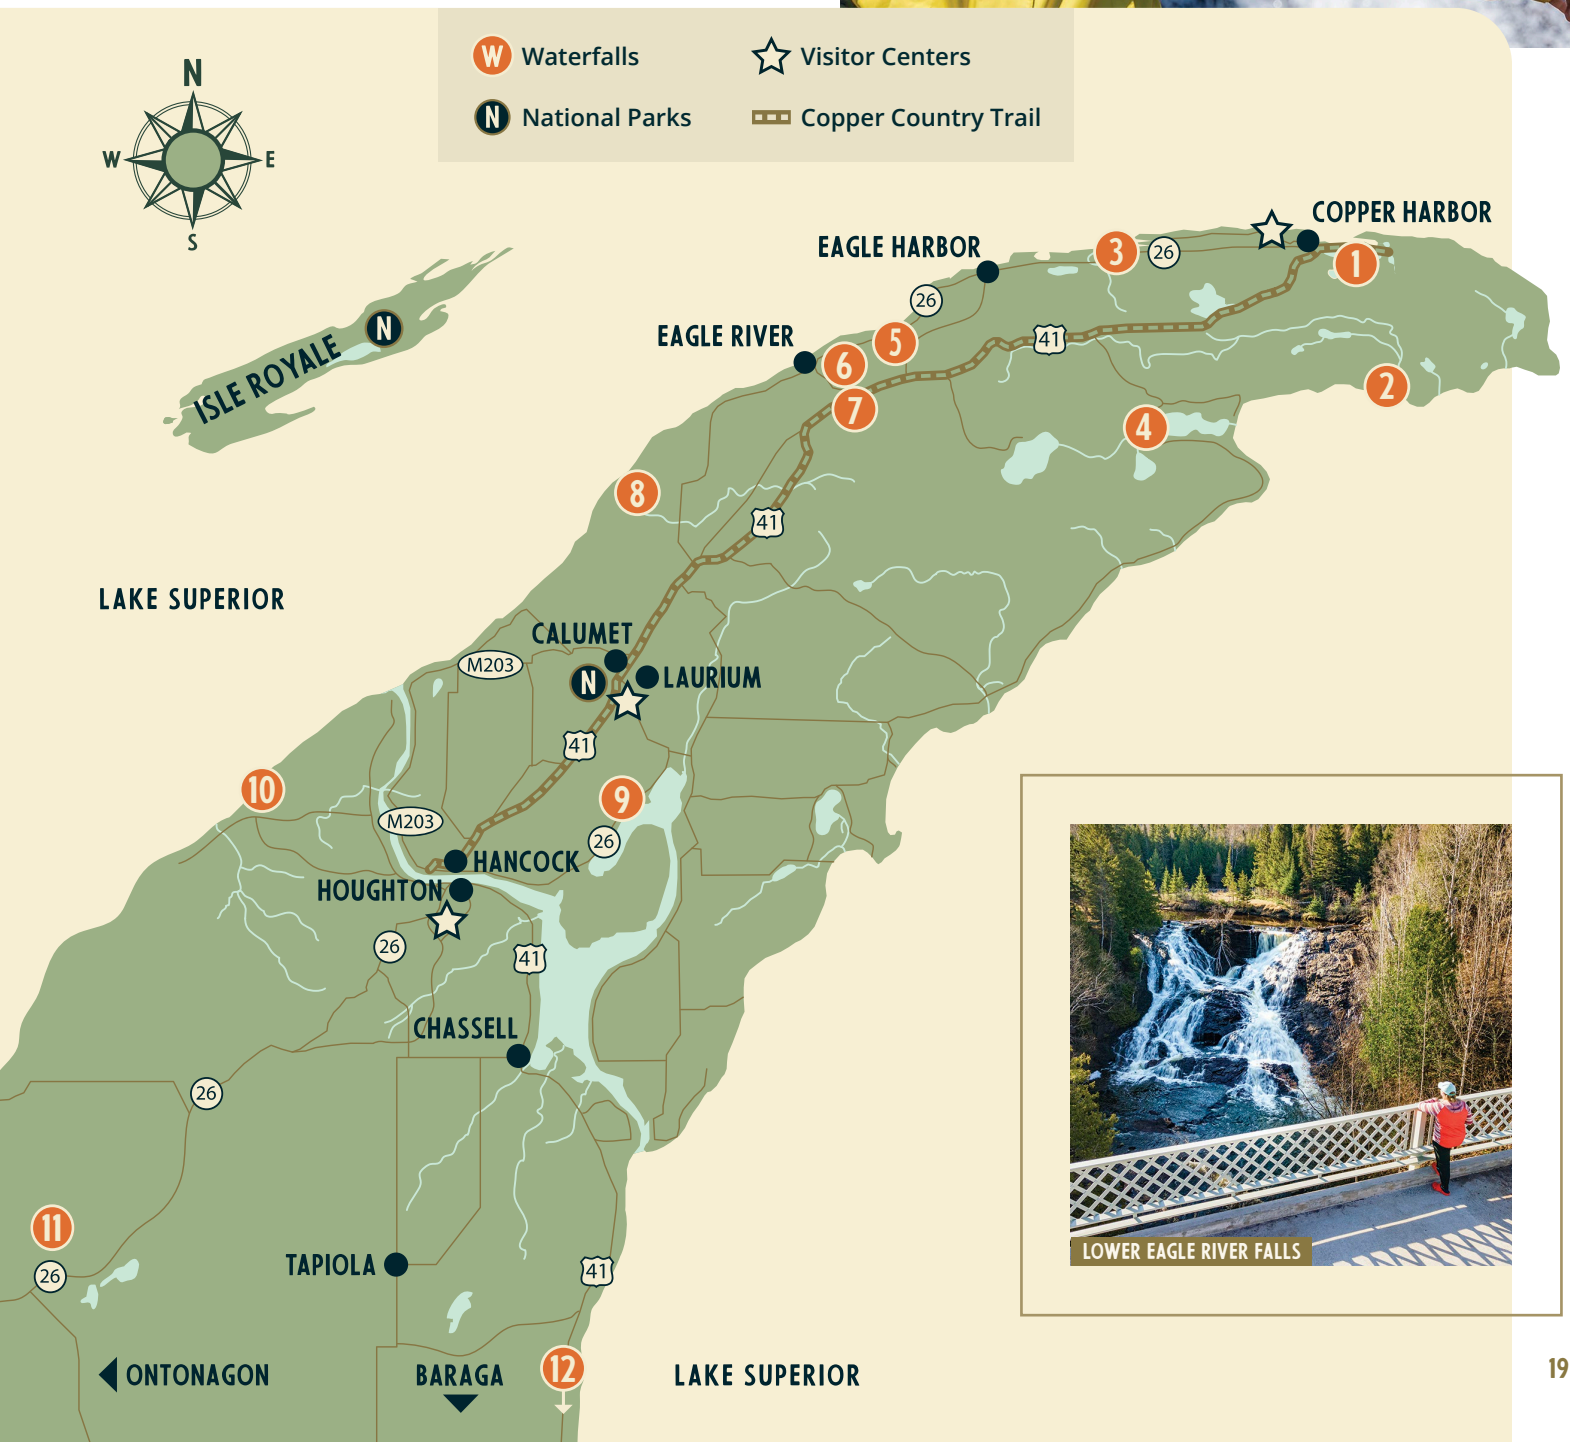 W Waterfalls
Visitor Centers
N National Parks
Copper Country Trail
N
W
E
S
COPPER HARBOR
EAGLE HARBOR
3
26
1
26
ISLE ROYALE
N
EAGLE RIVER
5
6
41
2
7
4
8
41
LAKE SUPERIOR
CALUMET
M203
N
LAURIUM
41
10
9
M203
26
HANCOCK
HOUGHTON
26
41
CHASSELL
26
11
26
TAPIOLA
41
LOWER EAGLE RIVER FALLS
ONTONAGON
BARAGA
12
LAKE SUPERIOR
19